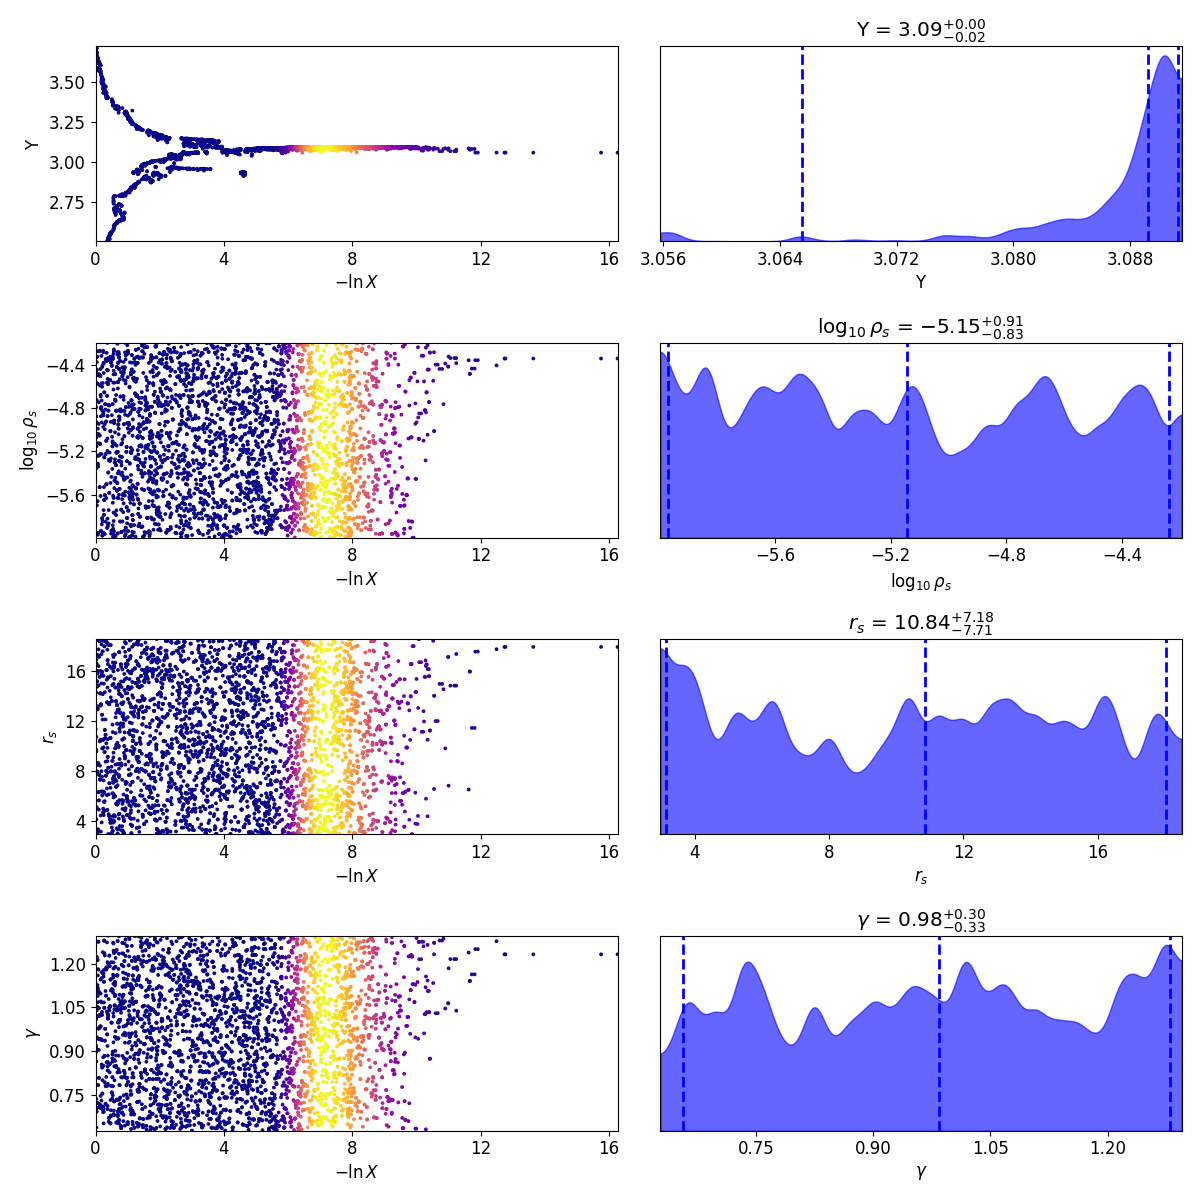 Y = 3.09+0.00 −0.02
3.50
3.25
3.00
2.75
Y
0 4 8 12 16
−ln X
3.056 3.064 3.072 3.080 3.088
Y
log10 ρs = −5.15+0.91 −0.83
−4.4
−4.8
−5.2
−5.6
log10 ρs
0 4 8 12 16
−ln X
−5.6 −5.2 −4.8 −4.4
log10 ρs
rs = 10.84+7.18 −7.71
16
12
8
4
rs
0 4 8 12 16
−ln X
4 8 12 16
rs
γ = 0.98+0.30 −0.33
1.20
1.05
0.90
0.75
γ
0 4 8 12 16
−ln X
0.75 0.90 1.05 1.20
γ